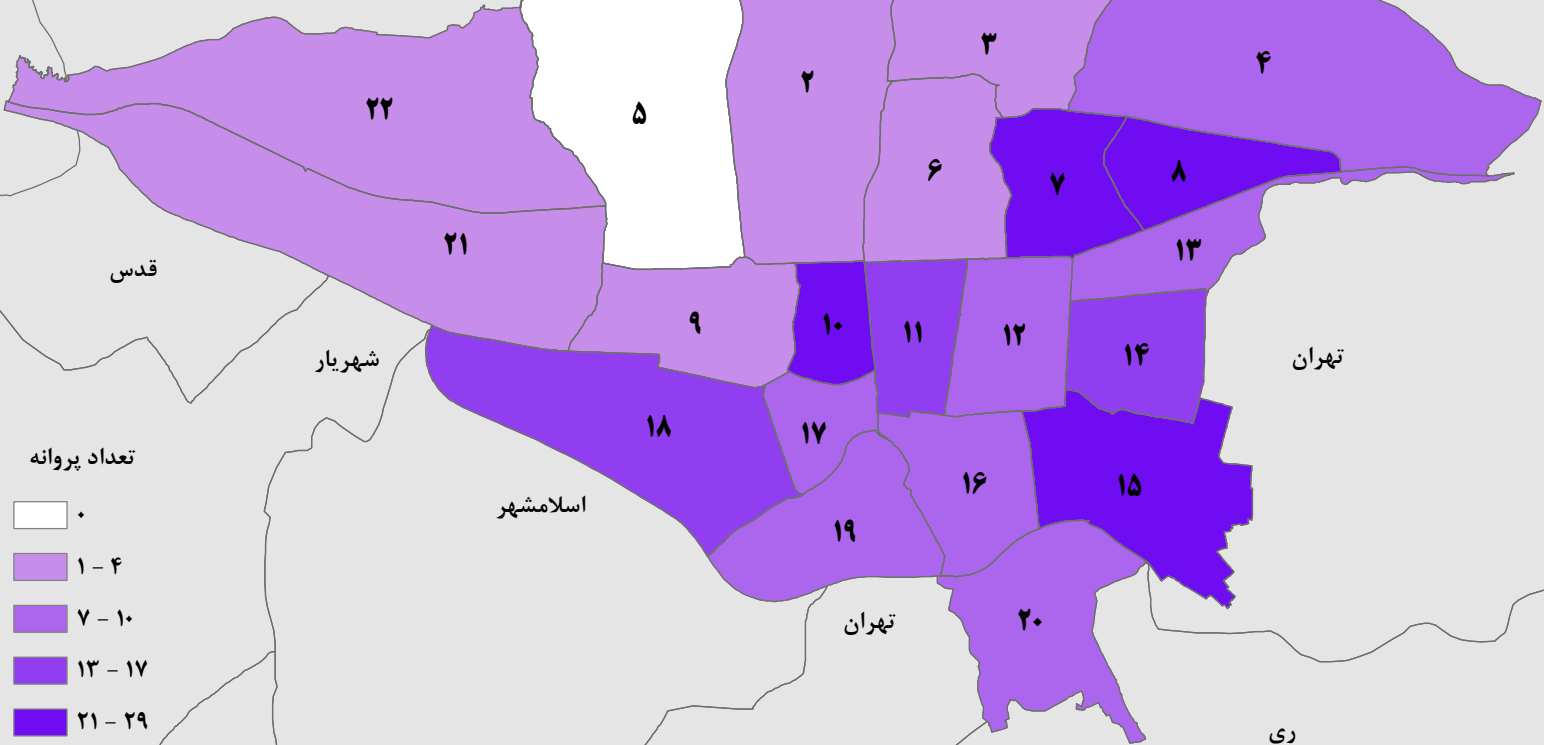 ۳
۴
۲
۲۲
۵
۶
۸
۷
۲۱
۱۳
قدس
۹
۱۰
۱۱
۱۲
۱۴
تهران
شهریار
۱۸
۱۷
تعداد پروانه
۱۶
۱۵
اسلامشهر
۰
۱۹
۱ – ۴
۷ – ۱۰
۲۰
تهران
۱۳ – ۱۷
۲۱ – ۲۹
ری